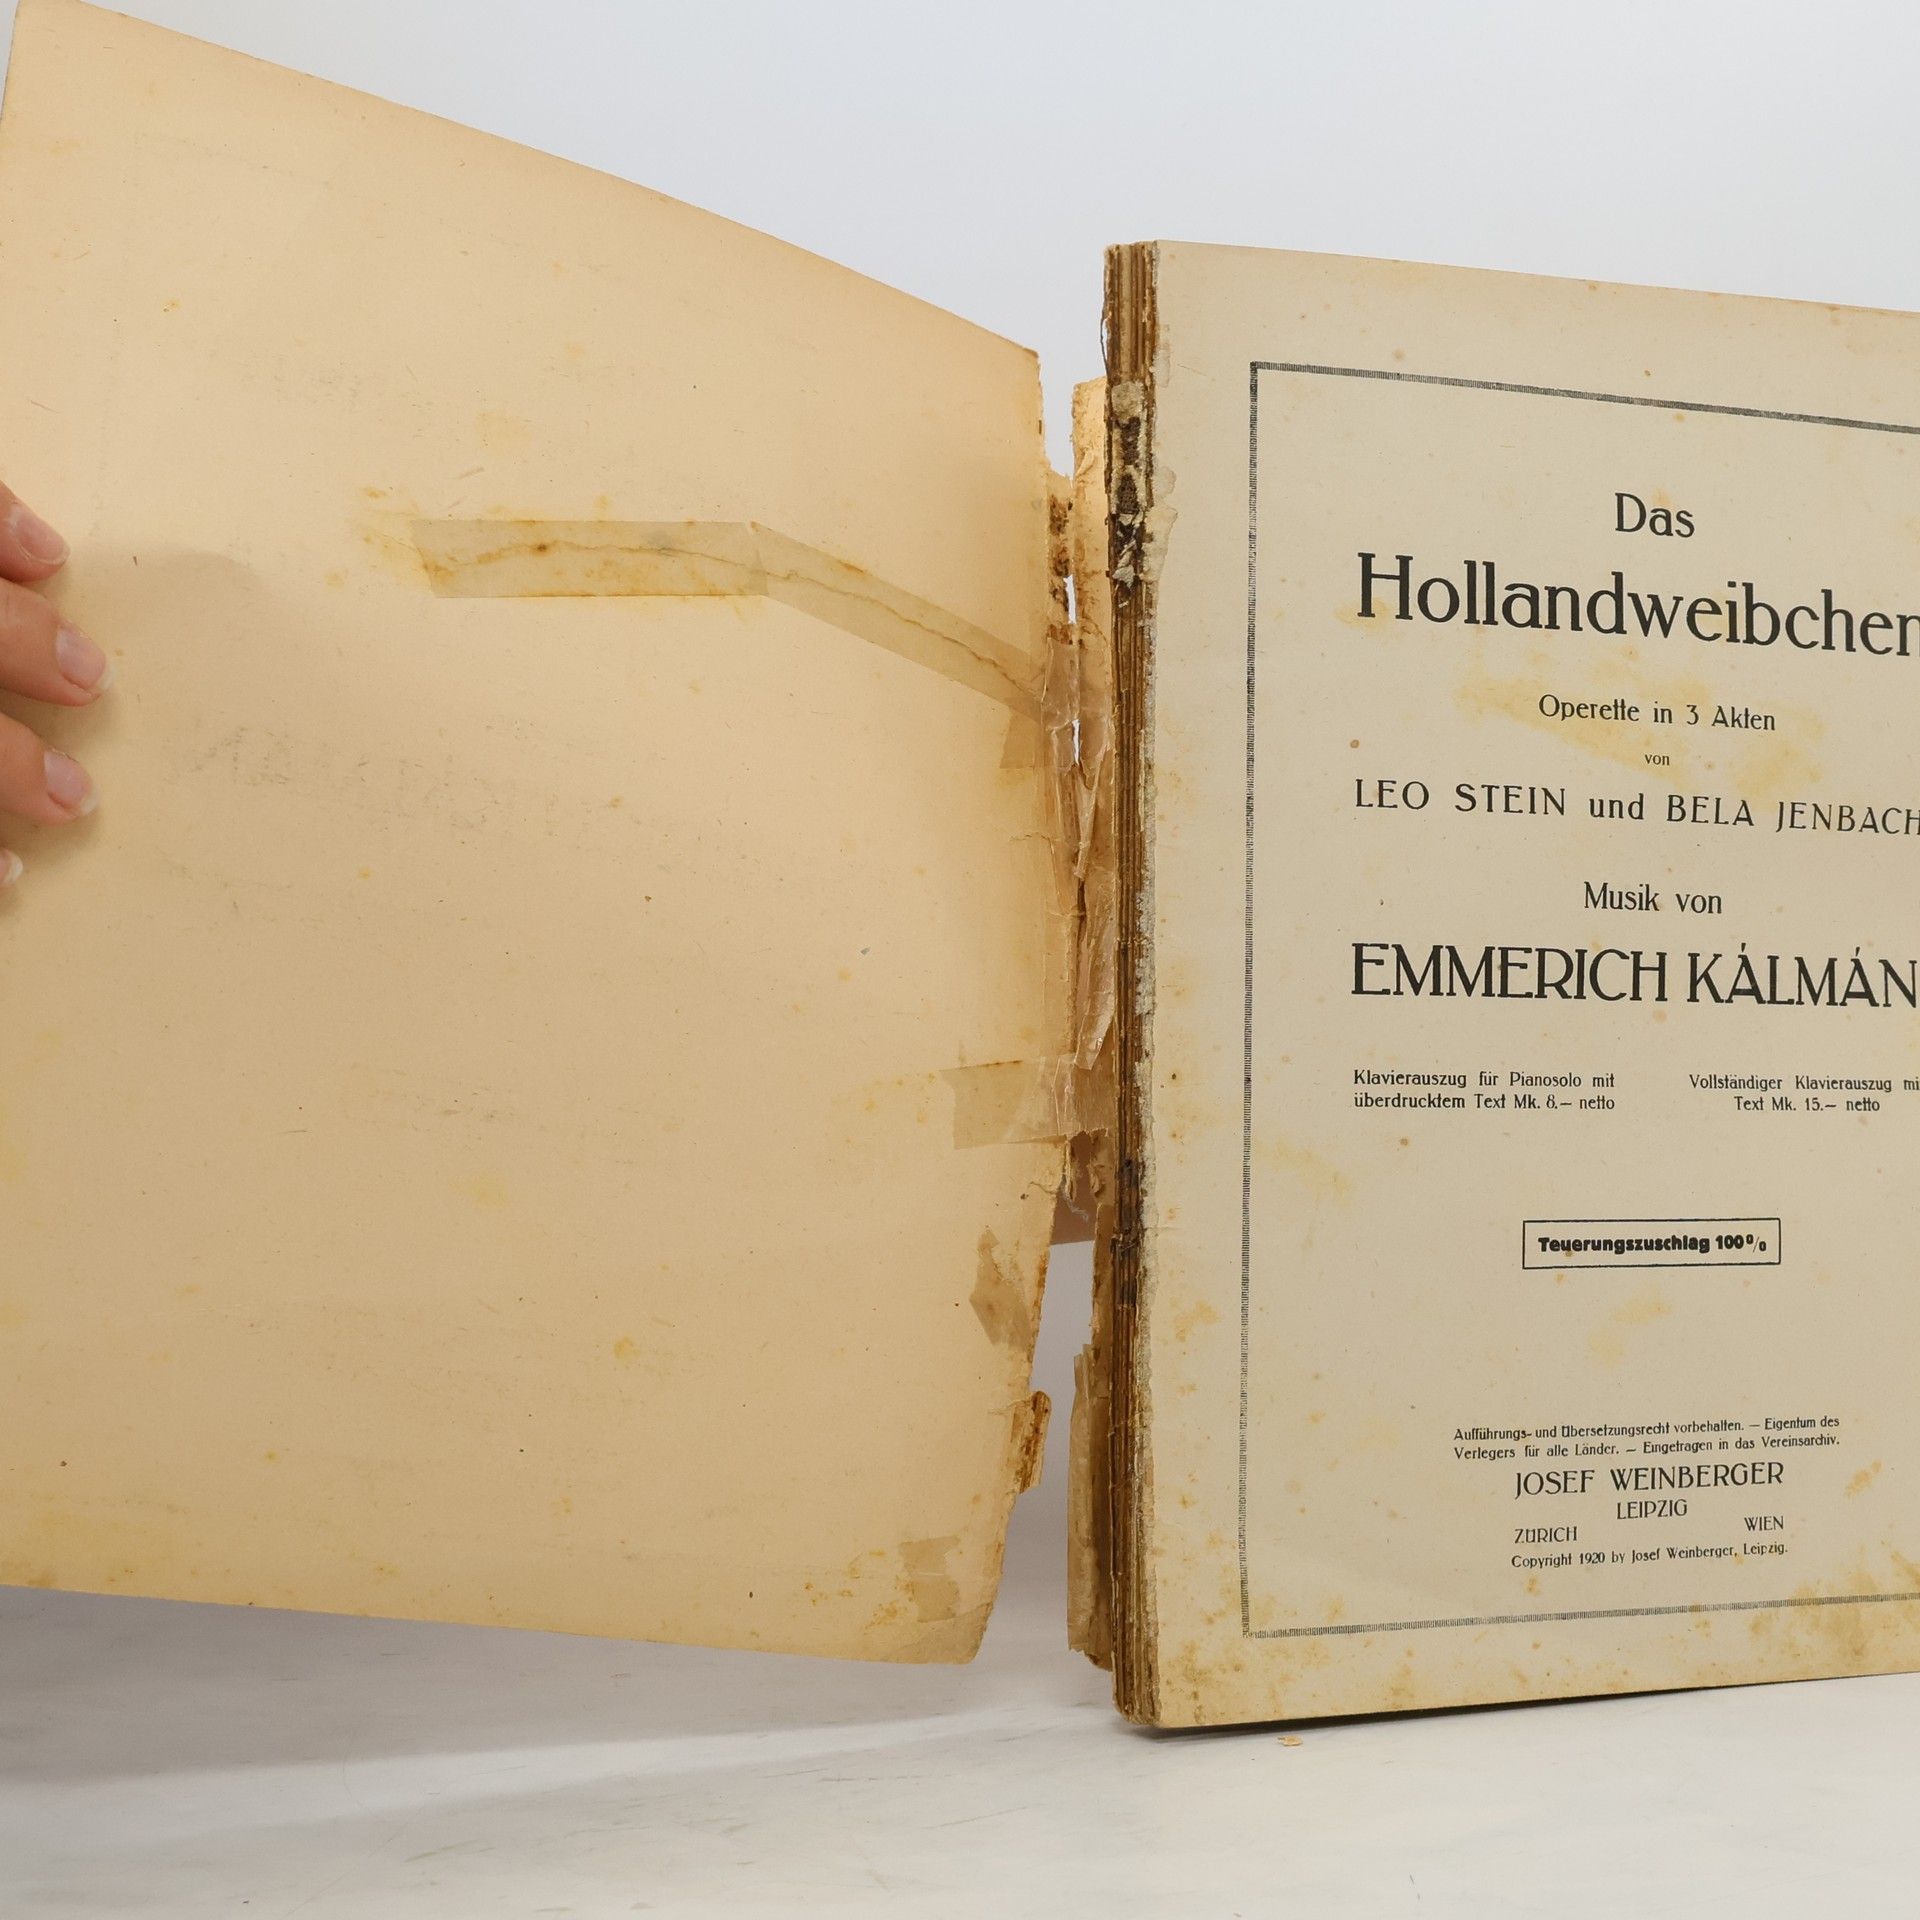 Das
Hollandweibchen
Operette in 3 Akten
von
LEO STEIN und BELA JENBACH
Musik von
EMMERICH KÁLMÁN
Klavierauszug für Pianosolo mit
überdrucktem Text Mk. 8.— netto
Vollständiger Klavierauszug mi
Text Mk. 15.— netto
Teuerungszuschlag 100%
Aufführungs- und Übersetzungsrecht vorbehalten. — Eigentum des
Verlegers für alle Länder. — Eingetragen in das Vereinsarchiv.
JOSEF WEINBERGER
LEIPZIG
ZÜRICH WIEN
Copyright 1920 by Josef Weinberger, Leipzig.